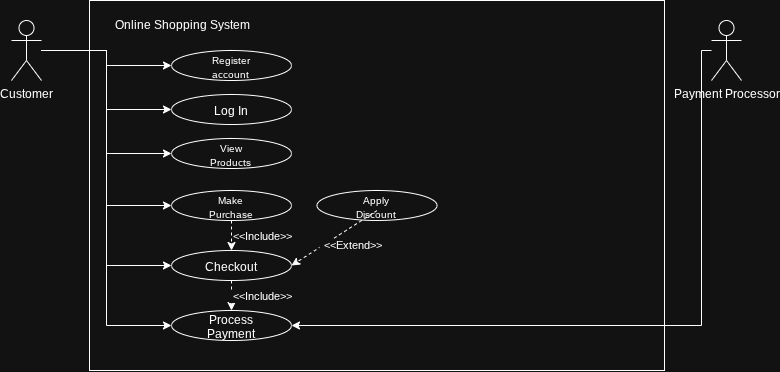 Online Shopping System
Customer
Payment Processor
Register
account
Log In
View
Products
Make
Purchase
Apply
Discount
<<Include>>
<<Extend>>
Checkout
<<Include>>
Process
Payment